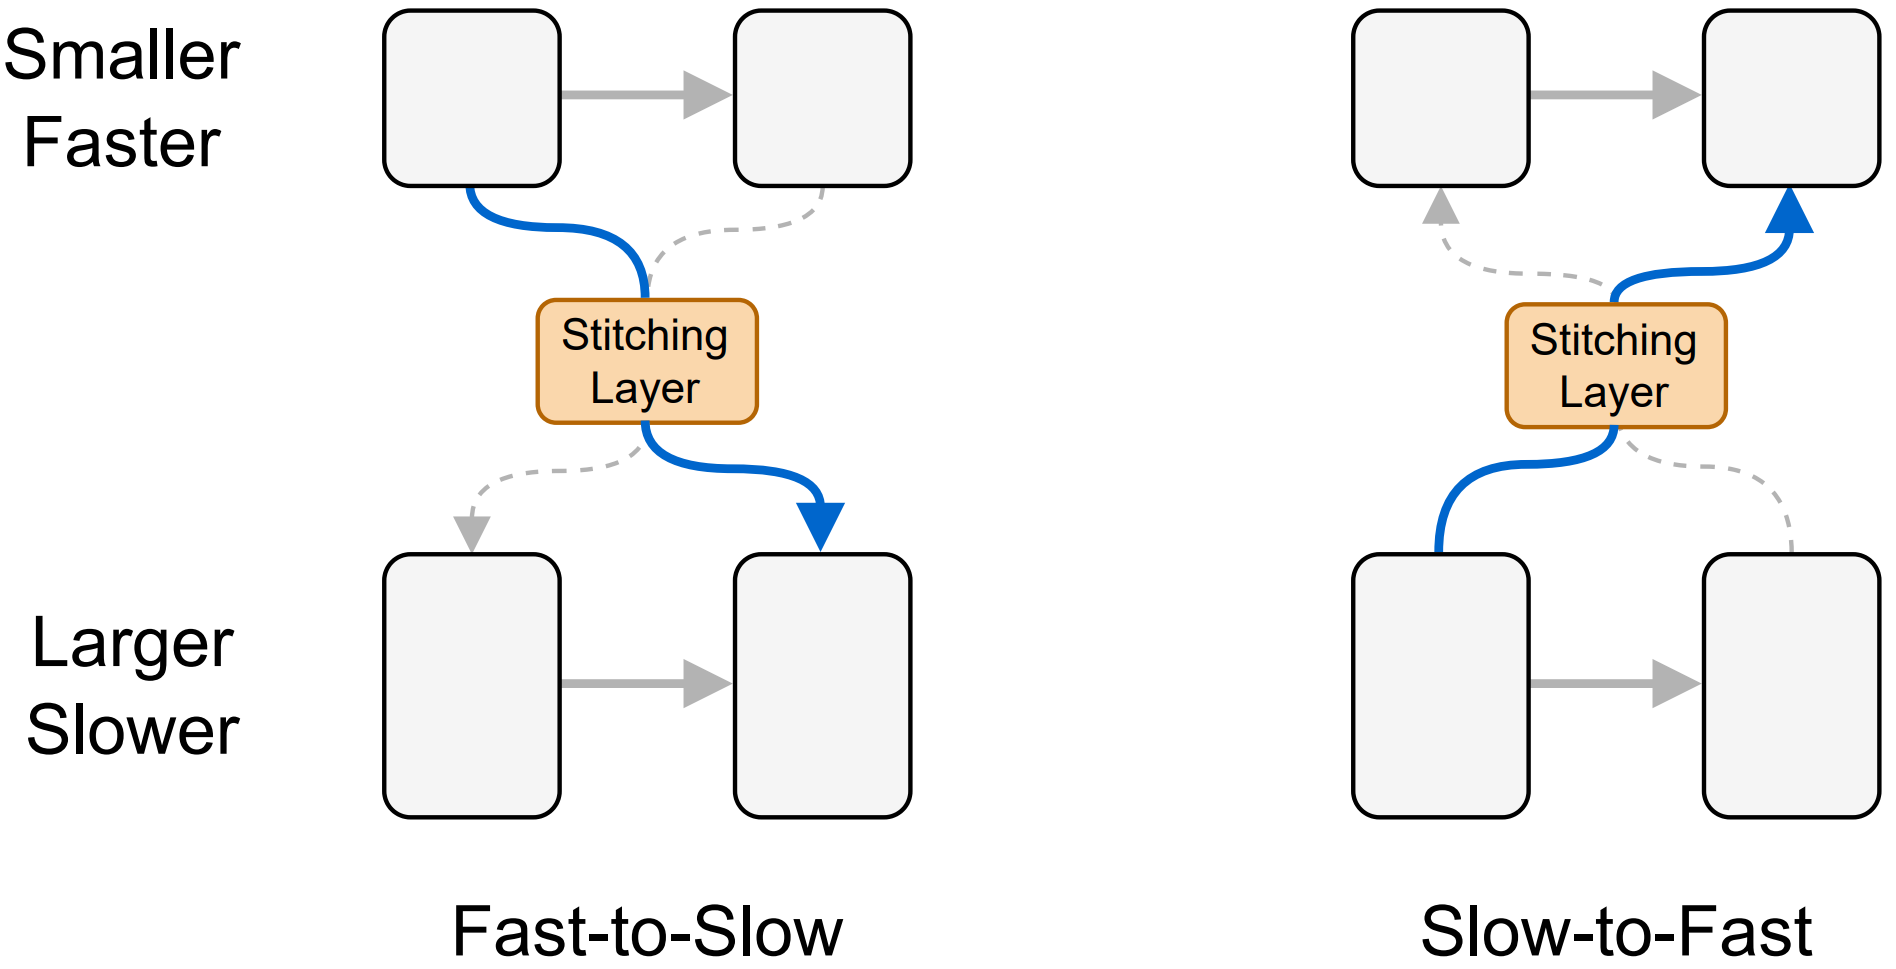 Smaller
Faster
Stitching
Layer
Stitching
Layer
Larger
Slower
Fast-to-Slow
Slow-to-Fast